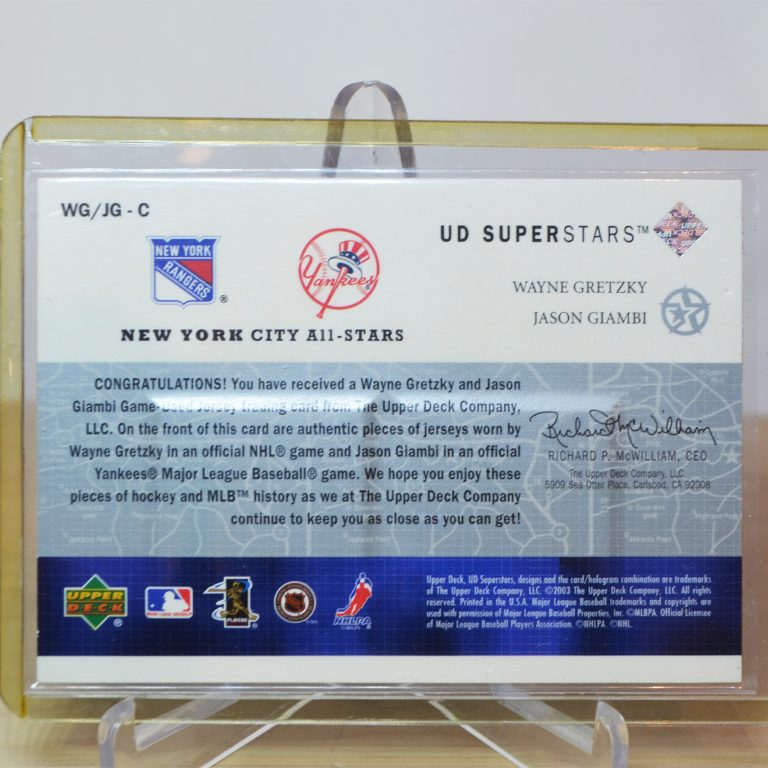 WG/JG - C
NEW YORK
RANGERS
®
Yankees
UD SUPERSTARS™
WAYNE GRETZKY
JASON GIAMBI
NEW YORK CITY All-STARS
CONGRATULATIONS! You have received a Wayne Gretzky and Jason
Giambi Game-Used Jersey trading card from The Upper Deck Company,
LLC. On the front of this card are authentic pieces of jerseys worn by
Wayne Gretzky in an official NHL® game and Jason Giambi in an official
Yankees® Major League Baseball® game. We hope you enjoy these
pieces of hockey and MLB™ history as we at The Upper Deck Company
continue to keep you as close as you can get!
Richard McWilliam
RICHARD P. McWILLIAM, CEO
The Upper Deck Company, LLC.
5909 Sea Otter Place, Carlsbad, CA 92008
UPPER
DECK
®
PLAYERS
NHLPA
Upper Deck, UD Superstars, designs and the card/hologram combination are trademarks
of The Upper Deck Company, LLC. ©2003 The Upper Deck Company, LLC. All rights
reserved. Printed in the U.S.A. Major League Baseball trademarks and copyrights are
used with permission of Major League Baseball Properties, Inc. ©MLBPA. Official Licensee
of Major League Baseball Players Association. ©NHLPA. ©NHL